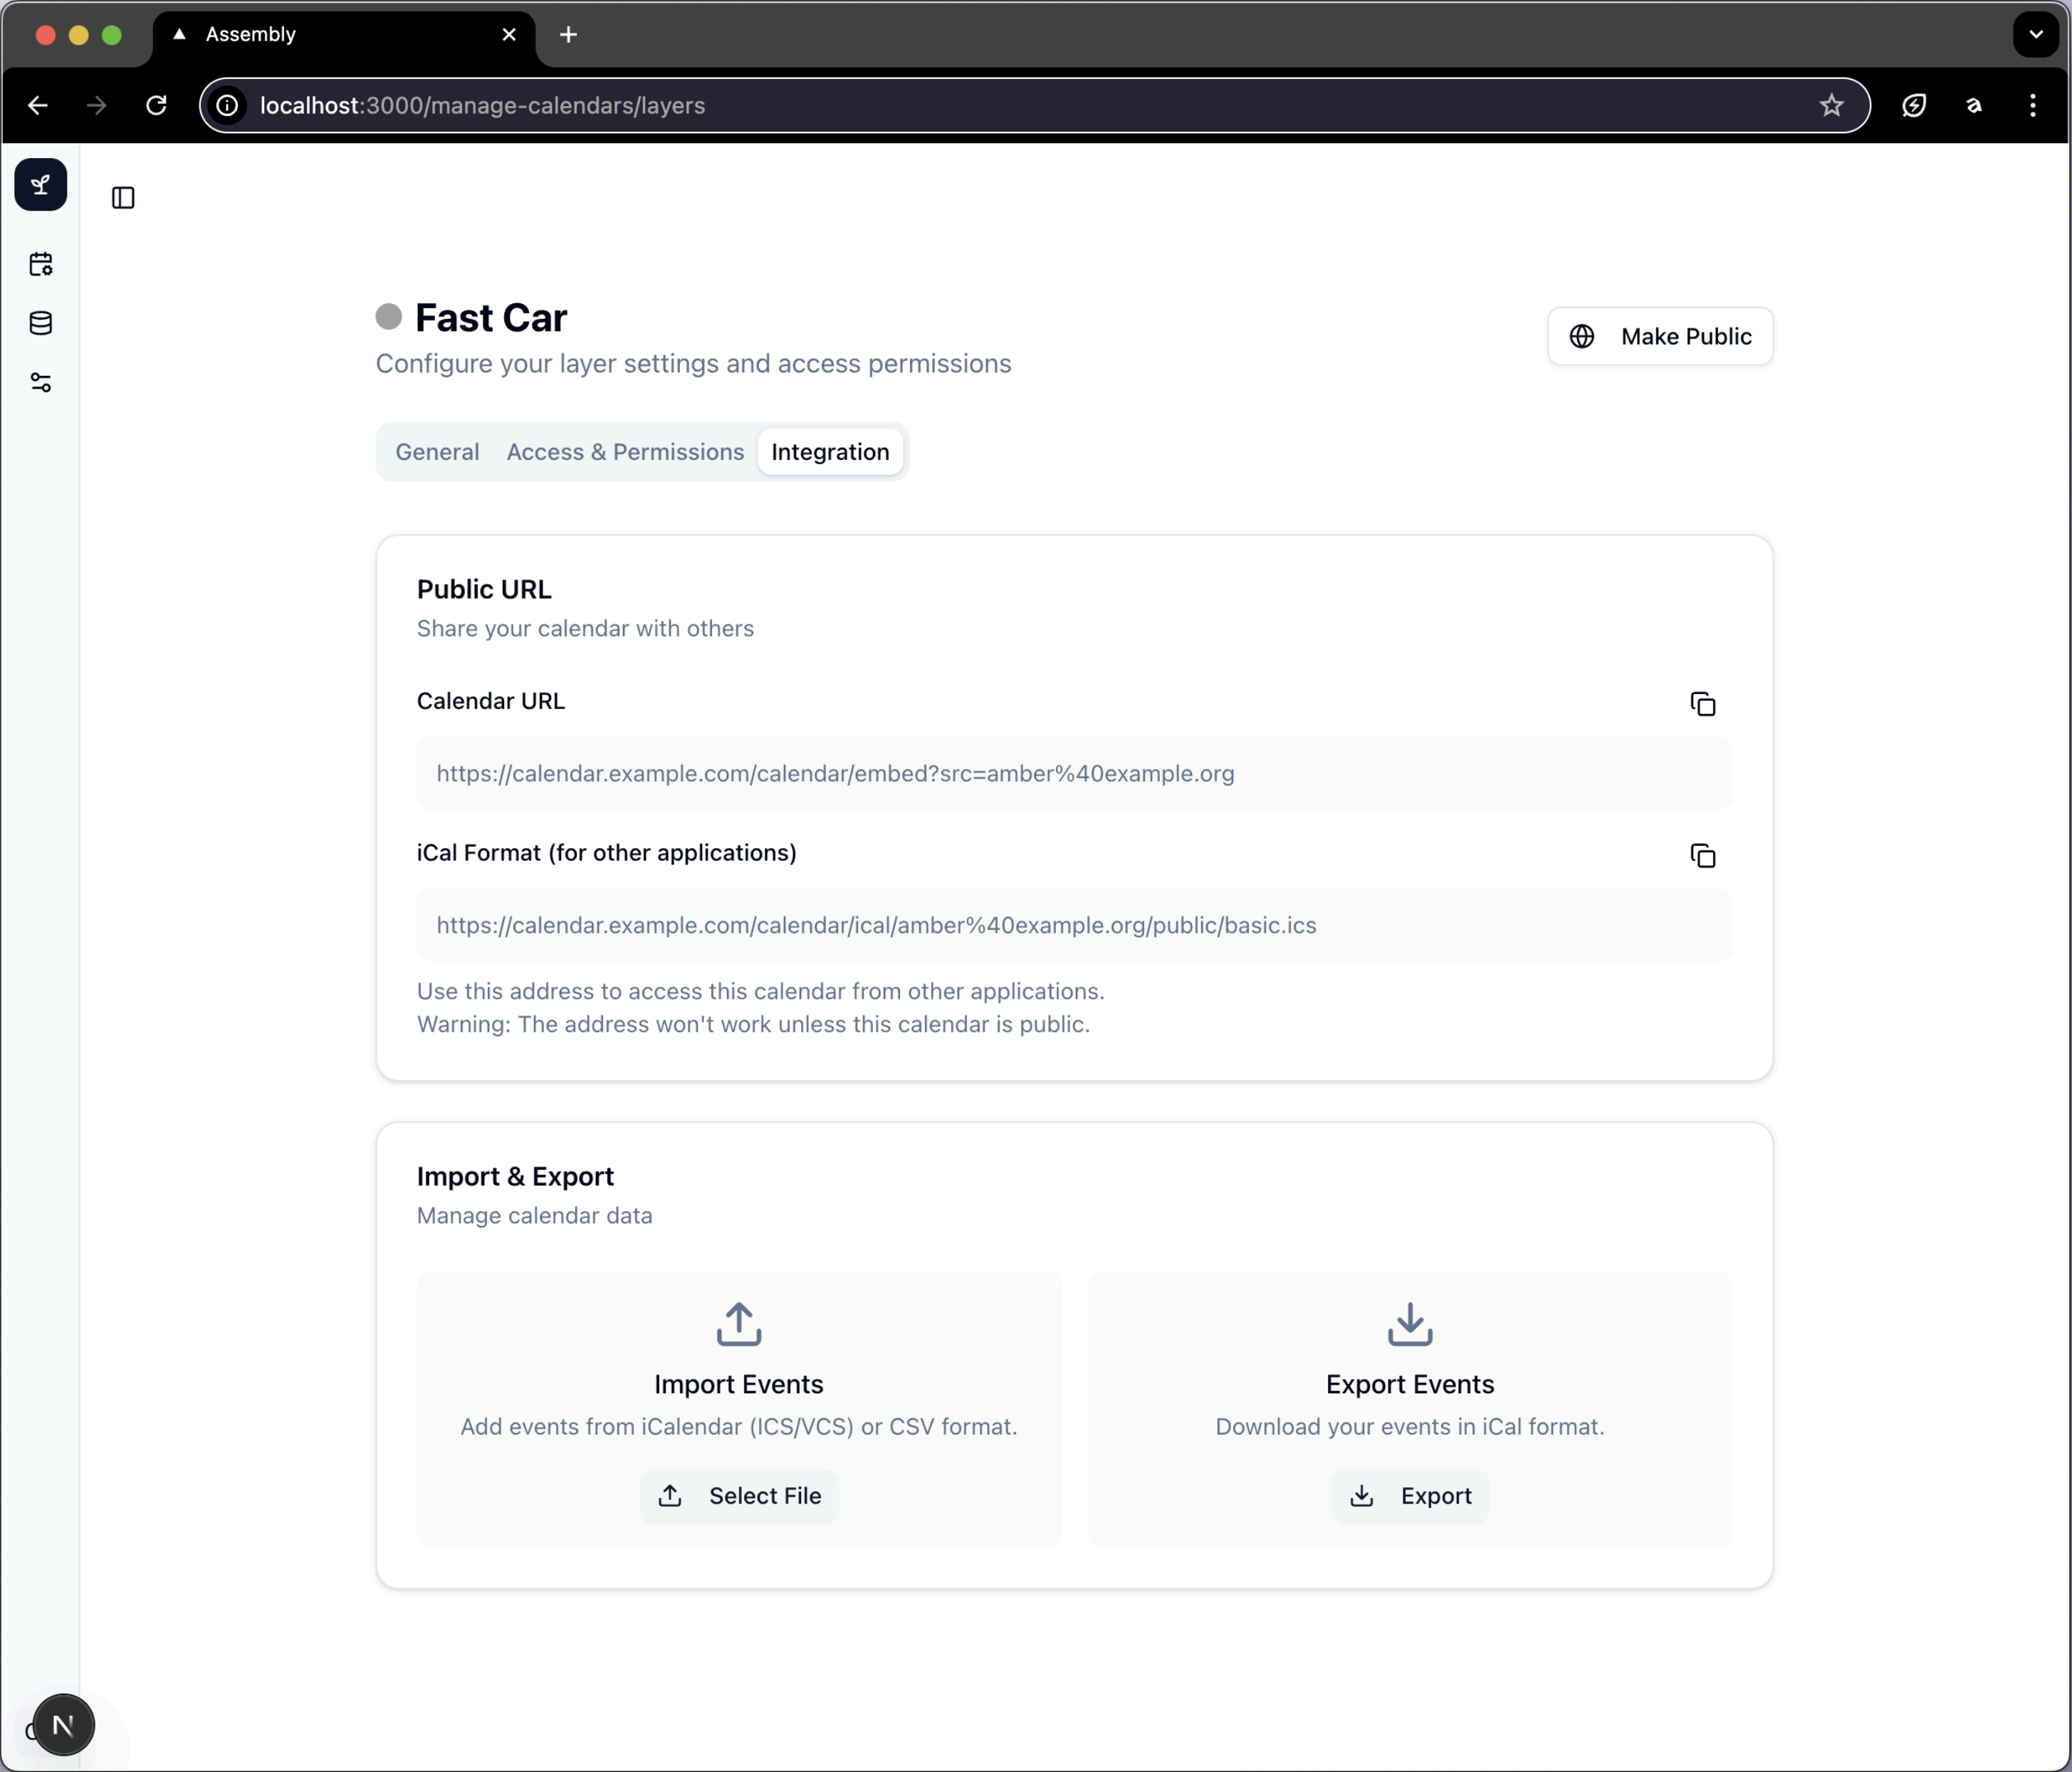 Assembly
localhost:3000/manage-calendars/layers
Fast Car
Make Public
Configure your layer settings and access permissions
General
Access & Permissions
Integration
Public URL
Share your calendar with others
Calendar URL
https://calendar.example.com/calendar/embed?src=amber%40example.org
iCal Format (for other applications)
https://calendar.example.com/calendar/ical/amber%40example.org/public/basic.ics
Use this address to access this calendar from other applications.
Warning: The address won't work unless this calendar is public.
Import & Export
Manage calendar data
Import Events
Add events from iCalendar (ICS/VCS) or CSV format.
Select File
Export Events
Download your events in iCal format.
Export
N